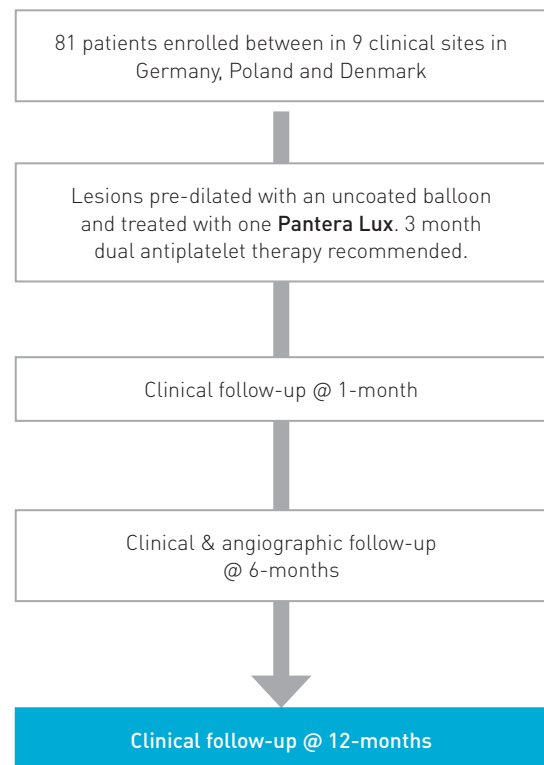 81 patients enrolled between in 9 clinical sites in
Germany, Poland and Denmark
Lesions pre-dilated with an uncoated balloon
and treated with one Pantera Lux. 3 month
dual antiplatelet therapy recommended.
Clinical follow-up @ 1-month
Clinical & angiographic follow-up
@ 6-months
Clinical follow-up @ 12-months